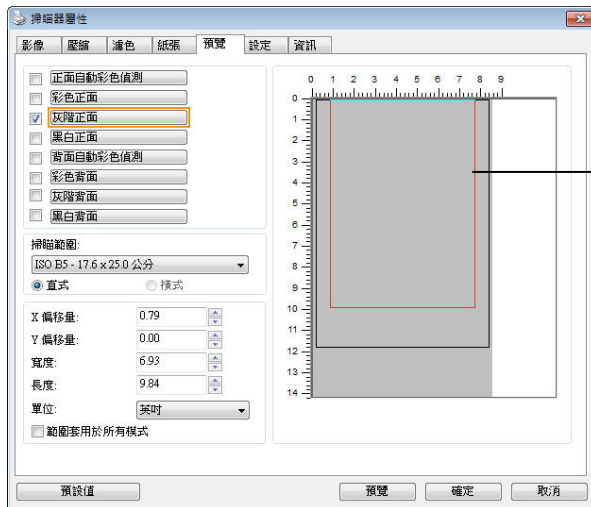 掃瞄器屬性
影像 壓縮 濾色 紙張 預覽 設定 資訊
正面自動彩色偵測
彩色正面
灰階正面
黑白正面
背面自動彩色偵測
彩色背面
灰階背面
黑白背面
掃瞄範圍:
ISO B5 - 17.6 x 25.0 公分
直式 橫式
X 偏移量: 0.79
Y 偏移量: 0.00
寬度: 6.93
長度: 9.84
單位: 英吋
範圍套用於所有模式
0 1 2 3 4 5 6 7 8 9
0
1
2
3
4
5
6
7
8
9
10
11
12
13
14
預設值 預覽 確定 取消